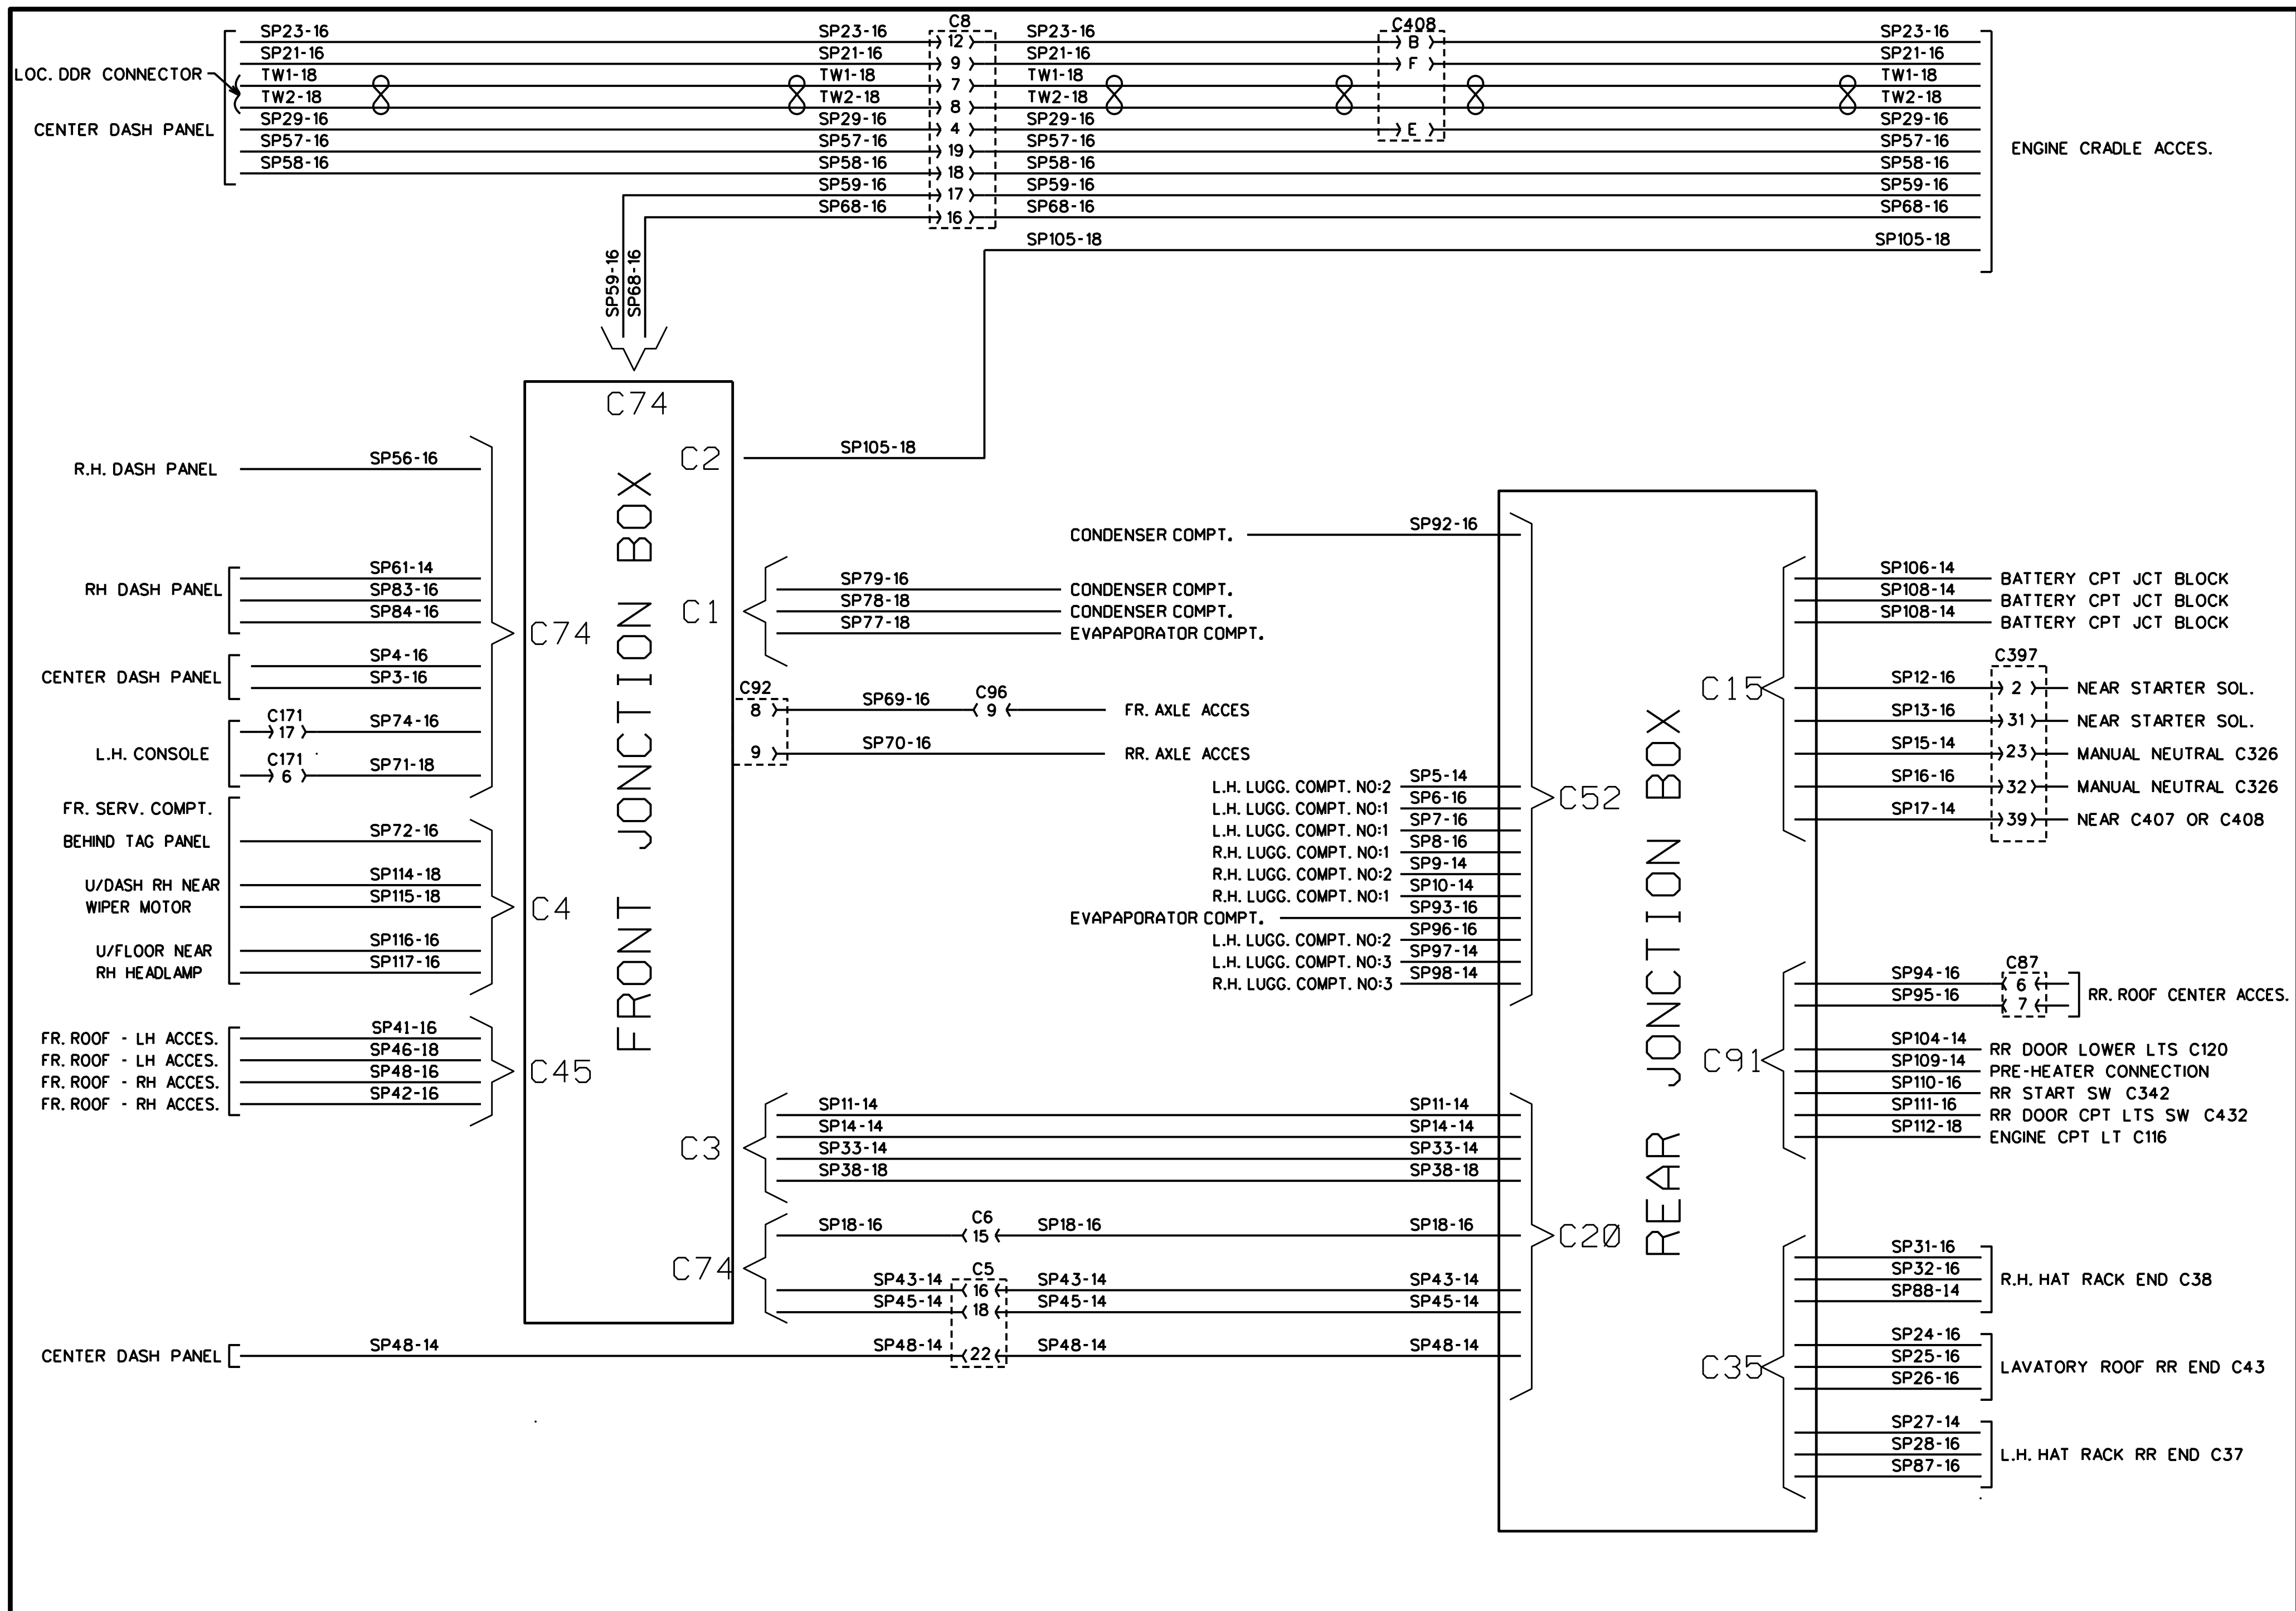 C8
C408
SP23-16 SP23-16 12 SP23-16 B SP23-16
SP21-16 SP21-16 9 SP21-16 F SP21-16
LOC. DDR CONNECTOR
TW1-18 TW1-18 7 TW1-18 TW1-18
TW2-18 TW2-18 8 TW2-18 TW2-18
CENTER DASH PANEL
SP29-16 SP29-16 4 SP29-16 E SP29-16
SP57-16 SP57-16 19 SP57-16 SP57-16
ENGINE CRADLE ACCES.
SP58-16 SP58-16 18 SP58-16 SP58-16
SP59-16 17 SP59-16 SP59-16
SP68-16 16 SP68-16 SP68-16
SP105-18 SP105-18
SP59-16
SP68-16
FRONT JONCTION BOX
C74
C2
SP105-18
R.H. DASH PANEL SP56-16
RH DASH PANEL
SP61-14
SP83-16
SP84-16
C74
CENTER DASH PANEL
SP4-16
SP3-16
L.H. CONSOLE
C171
17
SP74-16
C171
6
SP71-18
FR. SERV. COMPT.
BEHIND TAG PANEL
SP72-16
U/DASH RH NEAR
WIPER MOTOR
SP114-18
SP115-18
C4
U/FLOOR NEAR
RH HEADLAMP
SP116-16
SP117-16
FR. ROOF - LH ACCES. SP41-16
FR. ROOF - LH ACCES. SP46-18
FR. ROOF - RH ACCES. SP48-16
FR. ROOF - RH ACCES. SP42-16
C45
C1
SP79-16 CONDENSER COMPT.
SP78-18 CONDENSER COMPT.
SP77-18 EVAPAPORATOR COMPT.
C92
8 SP69-16
C96
9 FR. AXLE ACCES
9 SP70-16 RR. AXLE ACCES
REAR JONCTION BOX
CONDENSER COMPT. SP92-16
L.H. LUGG. COMPT. NO:2 SP5-14
L.H. LUGG. COMPT. NO:1 SP6-16
L.H. LUGG. COMPT. NO:1 SP7-16
R.H. LUGG. COMPT. NO:1 SP8-16
R.H. LUGG. COMPT. NO:2 SP9-14
R.H. LUGG. COMPT. NO:1 SP10-14
EVAPAPORATOR COMPT. SP93-16
L.H. LUGG. COMPT. NO:2 SP96-16
L.H. LUGG. COMPT. NO:3 SP97-14
R.H. LUGG. COMPT. NO:3 SP98-14
C52
C3
SP11-14 SP11-14
SP14-14 SP14-14
SP33-14 SP33-14
SP38-18 SP38-18
C74
SP18-16
C6
15 SP18-16 SP18-16
C5
SP43-14 16 SP43-14 SP43-14
SP45-14 18 SP45-14 SP45-14
CENTER DASH PANEL SP48-14 SP48-14 22 SP48-14 SP48-14
C20
C15
SP106-14 BATTERY CPT JCT BLOCK
SP108-14 BATTERY CPT JCT BLOCK
SP108-14 BATTERY CPT JCT BLOCK
C397
SP12-16 2 NEAR STARTER SOL.
SP13-16 31 NEAR STARTER SOL.
SP15-14 23 MANUAL NEUTRAL C326
SP16-16 32 MANUAL NEUTRAL C326
SP17-14 39 NEAR C407 OR C408
C91
C87
SP94-16 6
SP95-16 7
RR. ROOF CENTER ACCES.
SP104-14 RR DOOR LOWER LTS C120
SP109-14 PRE-HEATER CONNECTION
SP110-16 RR START SW C342
SP111-16 RR DOOR CPT LTS SW C432
SP112-18 ENGINE CPT LT C116
C35
SP31-16
SP32-16
SP88-14
R.H. HAT RACK END C38
SP24-16
SP25-16
SP26-16
LAVATORY ROOF RR END C43
SP27-14
SP28-16
SP87-16
L.H. HAT RACK RR END C37